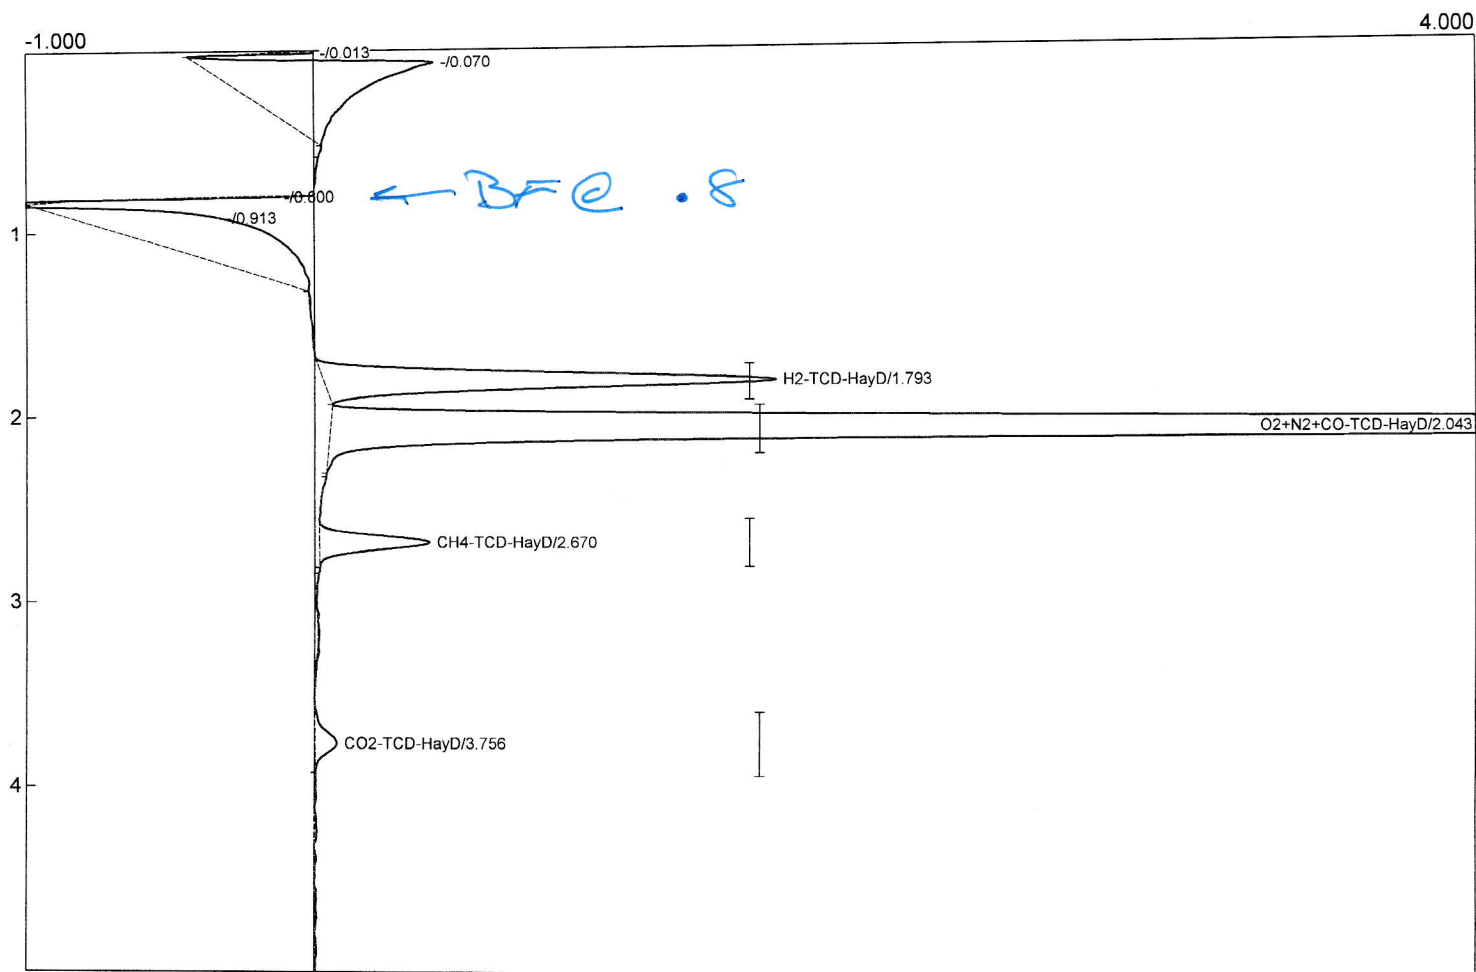 -1.000 4.000
-/0.013
-/0.070
-/0.800 ← BF @ .8
-/0.913
1
H2-TCD-HayD/1.793
2
O2+N2+CO-TCD-HayD/2.043
CH4-TCD-HayD/2.670
3
CO2-TCD-HayD/3.756
4